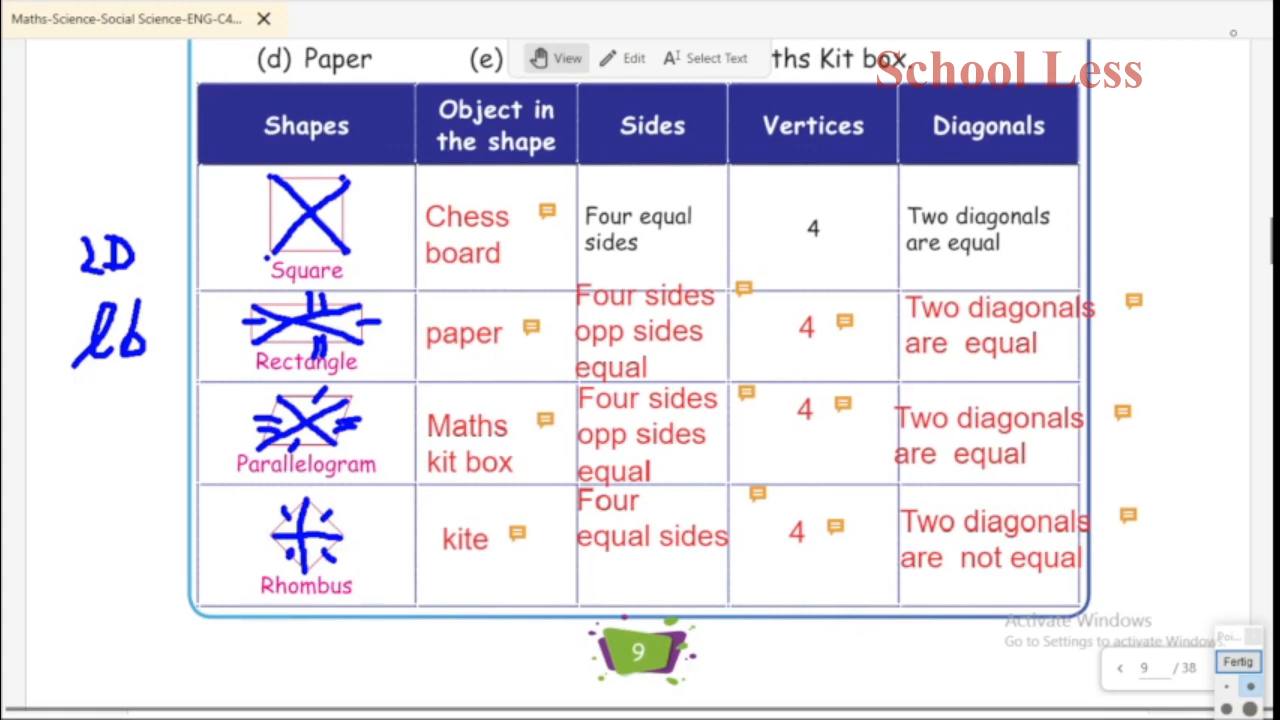 Maths-Science-Social Science-ENG-C4...
(d) Paper
(e)
View Edit Select Text
ths Kit box.
School Less
Shapes
Object in the shape
Sides
Vertices
Diagonals
Square
Chess board
Four equal sides
4
Two diagonals are equal
Rectangle
paper
Four sides opp sides equal
4
Two diagonals are equal
Parallelogram
Maths kit box
Four sides opp sides equal
4
Two diagonals are equal
Rhombus
kite
Four equal sides
4
Two diagonals are not equal
2D
lb
9
Activate Windows
Go to Settings to activate Windows.
Poi...
Fertig
9 / 38